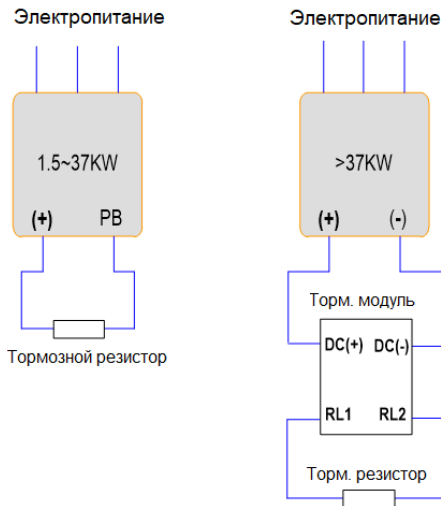 Электропитание
1.5~37KW
(+) PB
Тормозной резистор
Электропитание
>37KW
(+) (-)
Торм. модуль
DC(+) DC(-)
RL1 RL2
Торм. резистор